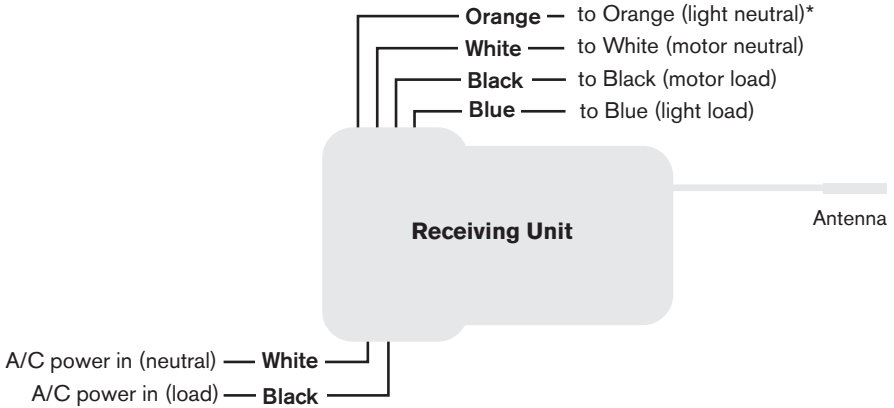 Orange to Orange (light neutral)*
White to White (motor neutral)
Black to Black (motor load)
Blue to Blue (light load)
Receiving Unit
Antenna
A/C power in (neutral) White
A/C power in (load) Black